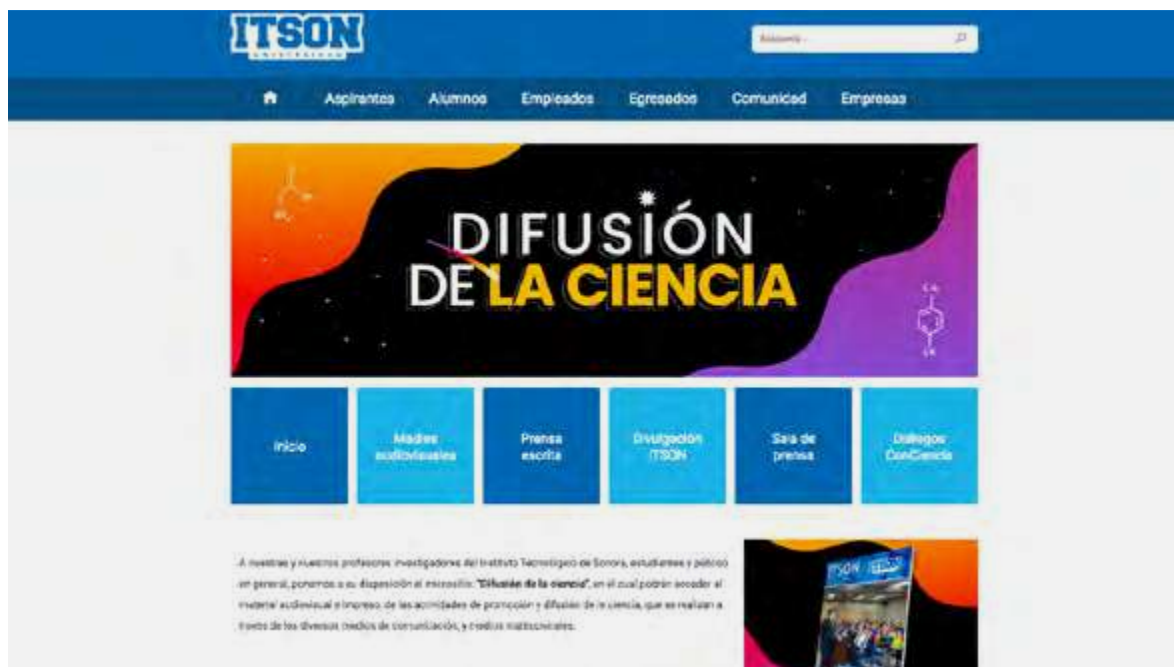 ITSON
UNIVERSIDAD
Búsqueda...
Aspirantes Alumnos Empleados Egresados Comunidad Empresas
DIFUSIÓN
DE LA CIENCIA
Inicio
Medios
audiovisuales
Prensa
escrita
Divulgación
ITSON
Sala de
prensa
Diálogos
ConCiencia
A nuestras y nuestros profesores investigadores del Instituto Tecnológico de Sonora, estudiantes y público
en general, ponemos a su disposición el micrositio: "Difusión de la ciencia", en el cual podrán acceder al
material audiovisual e impreso, de las actividades de promoción y difusión de la ciencia, que se realizan a
través de los diversos medios de comunicación, y medios institucionales.
ITSON